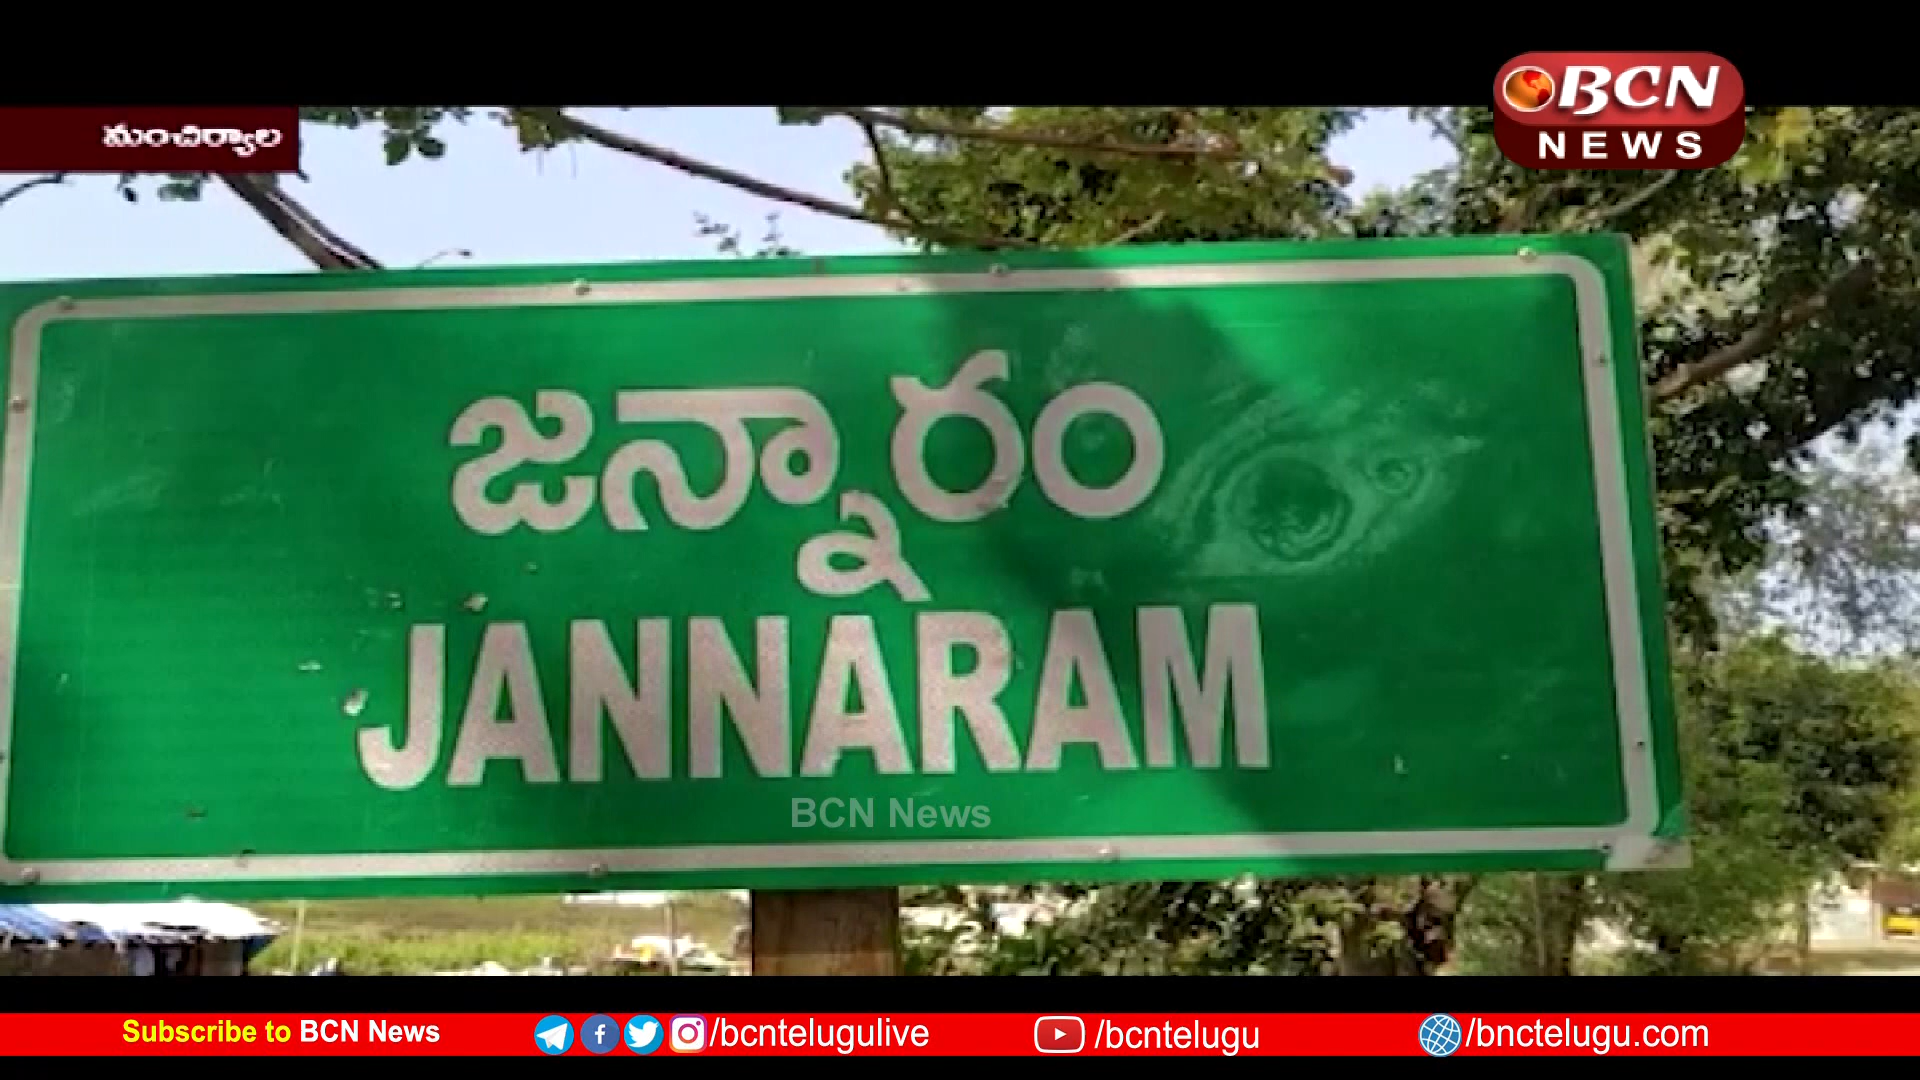 BCN
NEWS
మంచిర్యాల
జన్నారం
JANNARAM
BCN News
Subscribe to BCN News
/bcntelugulive
/bcntelugu
/bnctelugu.com